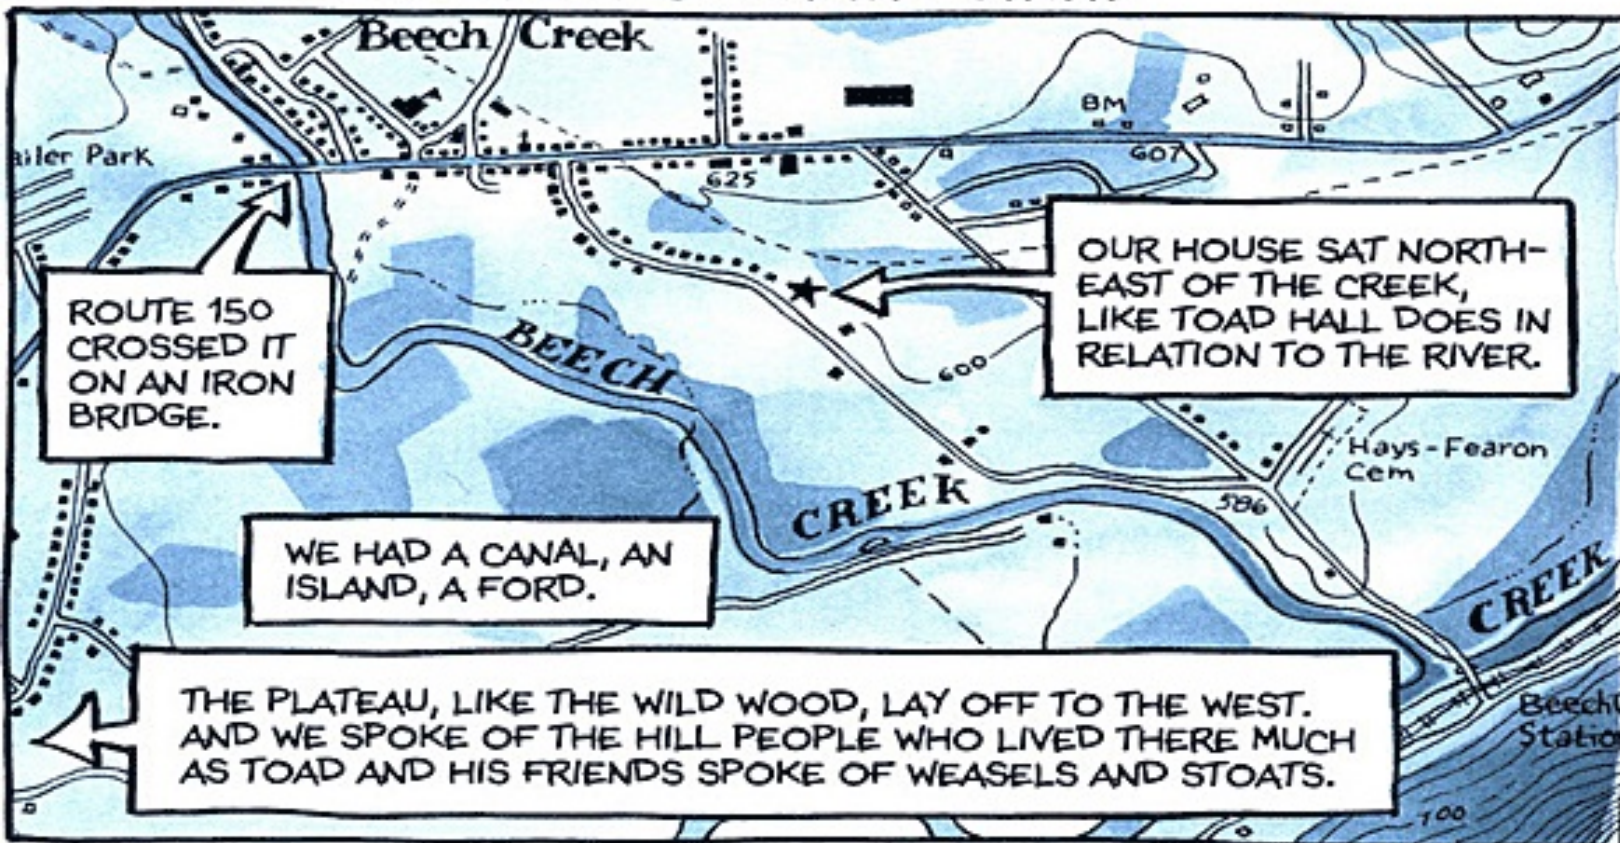 Beech Creek
BM
ailer Park
607
625
ROUTE 150
CROSSED IT
ON AN IRON
BRIDGE.
OUR HOUSE SAT NORTH-
EAST OF THE CREEK,
LIKE TOAD HALL DOES IN
RELATION TO THE RIVER.
BEECH
600
CREEK
Hays-Fearon
Cem
586
WE HAD A CANAL, AN
ISLAND, A FORD.
CREEK
THE PLATEAU, LIKE THE WILD WOOD, LAY OFF TO THE WEST.
AND WE SPOKE OF THE HILL PEOPLE WHO LIVED THERE MUCH
AS TOAD AND HIS FRIENDS SPOKE OF WEASELS AND STOATS.
Beech
Statio
700